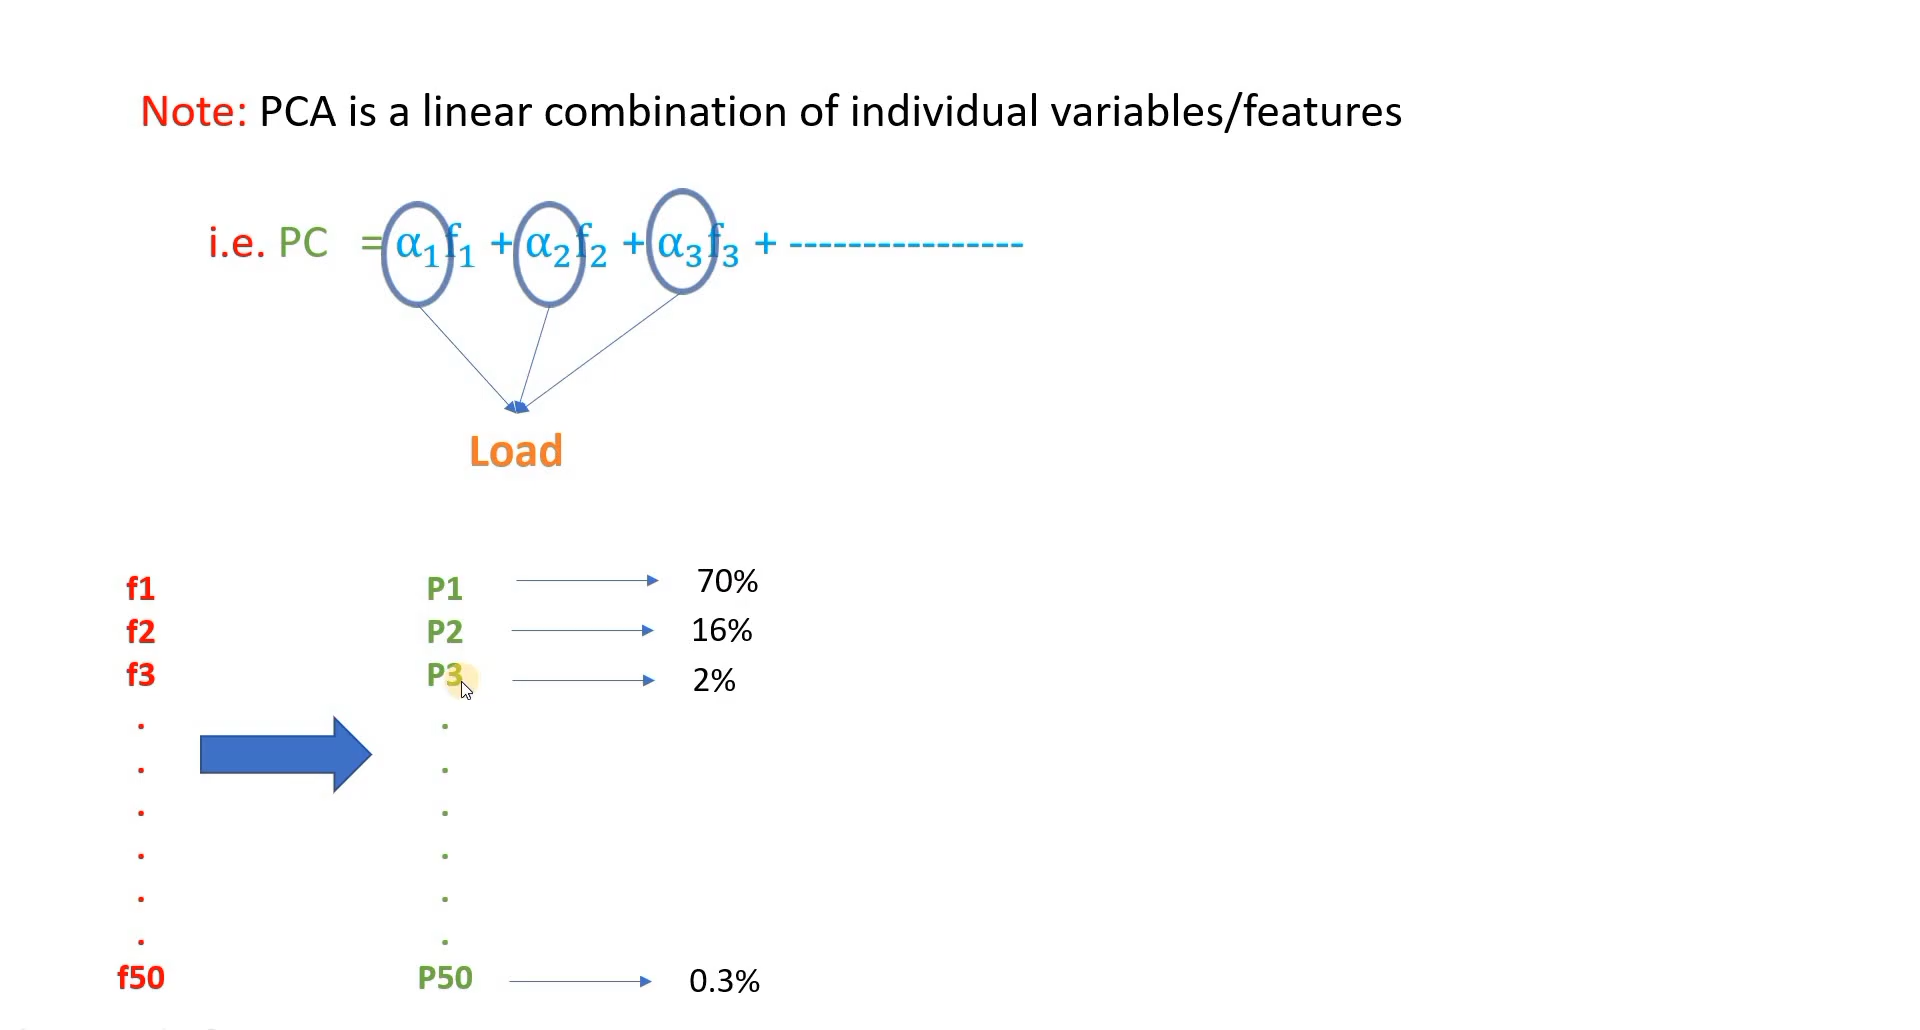 Note: PCA is a linear combination of individual variables/features
i.e. PC = α₁f₁ + α₂f₂ + α₃f₃ + ----------------
Load
f1 P1 70%
f2 P2 16%
f3 P3 2%
. .
. .
. .
. .
. .
. .
f50 P50 0.3%